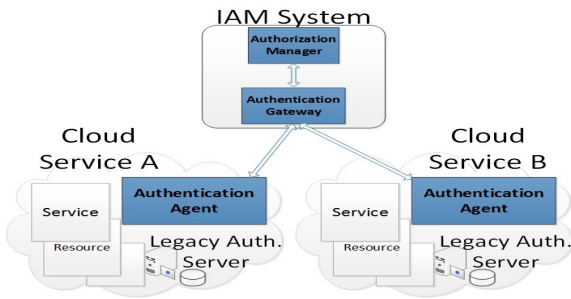 IAM System
Authorization
Manager
Authentication
Gateway
Cloud
Service A
Cloud
Service B
Authentication
Agent
Service
Resource
Legacy Auth.
Server
Authentication
Agent
Service
Resource
Legacy Auth.
Server